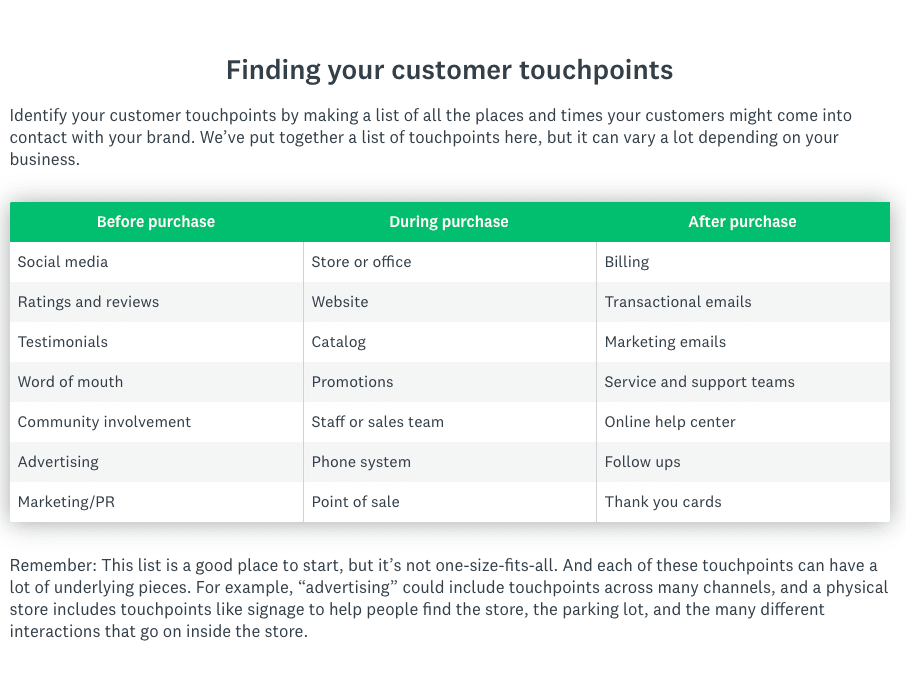 Finding your customer touchpoints
Identify your customer touchpoints by making a list of all the places and times your customers might come into
contact with your brand. We’ve put together a list of touchpoints here, but it can vary a lot depending on your
business.
Before purchase During purchase After purchase
Social media Store or office Billing
Ratings and reviews Website Transactional emails
Testimonials Catalog Marketing emails
Word of mouth Promotions Service and support teams
Community involvement Staff or sales team Online help center
Advertising Phone system Follow ups
Marketing/PR Point of sale Thank you cards
Remember: This list is a good place to start, but it’s not one-size-fits-all. And each of these touchpoints can have a
lot of underlying pieces. For example, “advertising” could include touchpoints across many channels, and a physical
store includes touchpoints like signage to help people find the store, the parking lot, and the many different
interactions that go on inside the store.